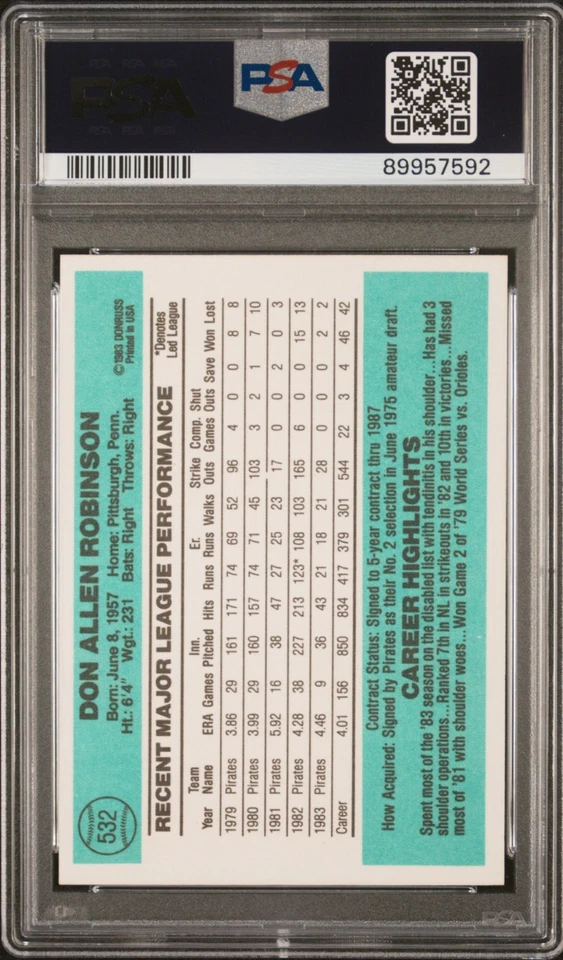 PSA
89957592
532
DON ALLEN ROBINSON
Born: June 8, 1957 Home: Pittsburgh, Penn.
Ht.: 6'4" Wgt.: 231 Bats: Right Throws: Right
©1983 DONRUSS
Printed in USA
RECENT MAJOR LEAGUE PERFORMANCE
*Denotes
Led League
Team Inn. Er. Strike Comp. Shut
Year Name ERA Games Pitched Hits Runs Runs Walks Outs Games Outs Save Won Lost
1979 Pirates 3.86 29 161 171 74 69 52 96 4 0 0 8 8
1980 Pirates 3.99 29 160 157 74 71 45 103 3 2 1 7 10
1981 Pirates 5.92 16 38 47 27 25 23 17 0 0 2 0 3
1982 Pirates 4.28 38 227 213 123* 108 103 165 6 0 0 15 13
1983 Pirates 4.46 9 36 43 21 18 21 28 0 0 0 2 2
Career 4.01 156 850 834 417 379 301 544 22 3 4 46 42
Contract Status: Signed to 5-year contract thru 1987
How Acquired: Signed by Pirates as their No. 2 selection in June 1975 amateur draft.
CAREER HIGHLIGHTS
Spent most of the '83 season on the disabled list with tendinitis in his shoulder...Has had 3
shoulder operations...Ranked 7th in NL in strikeouts in '82 and 10th in victories...Missed
most of '81 with shoulder woes...Won Game 2 of '79 World Series vs. Orioles.
PSA